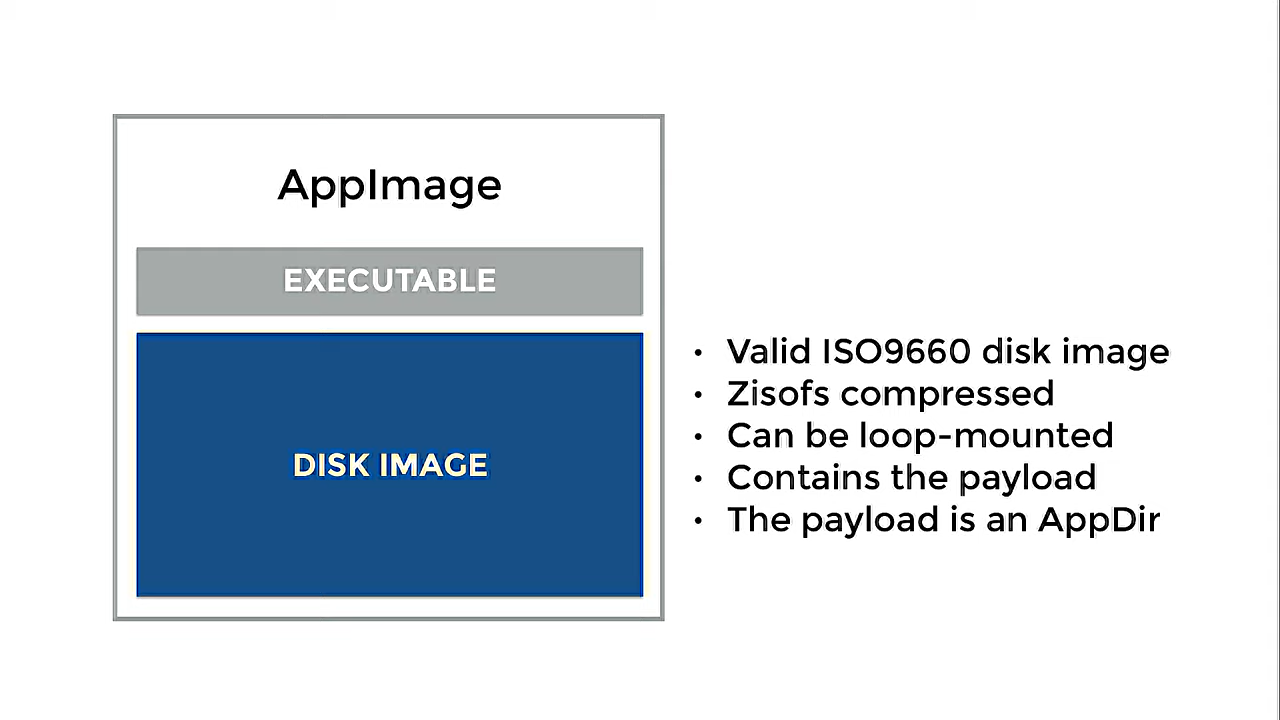 AppImage
EXECUTABLE
DISK IMAGE
• Valid ISO9660 disk image
• Zisofs compressed
• Can be loop-mounted
• Contains the payload
• The payload is an AppDir